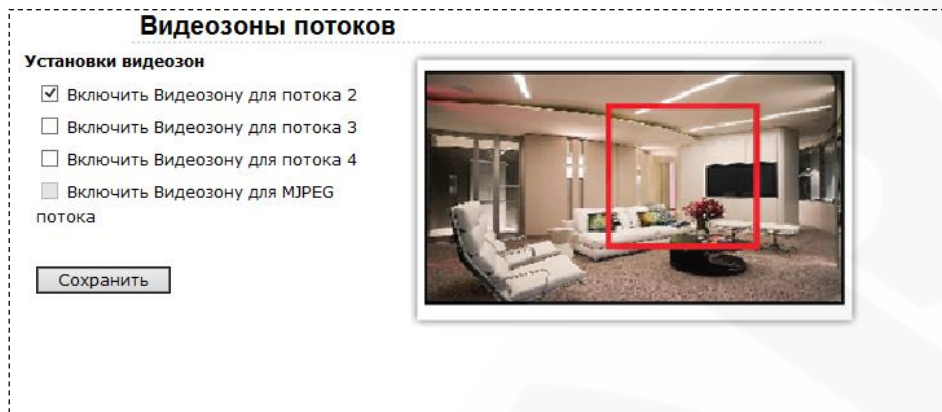 Видеозоны потоков
Установки видеозон
Включить Видеозону для потока 2
Включить Видеозону для потока 3
Включить Видеозону для потока 4
Включить Видеозону для MJPEG
потока
Сохранить